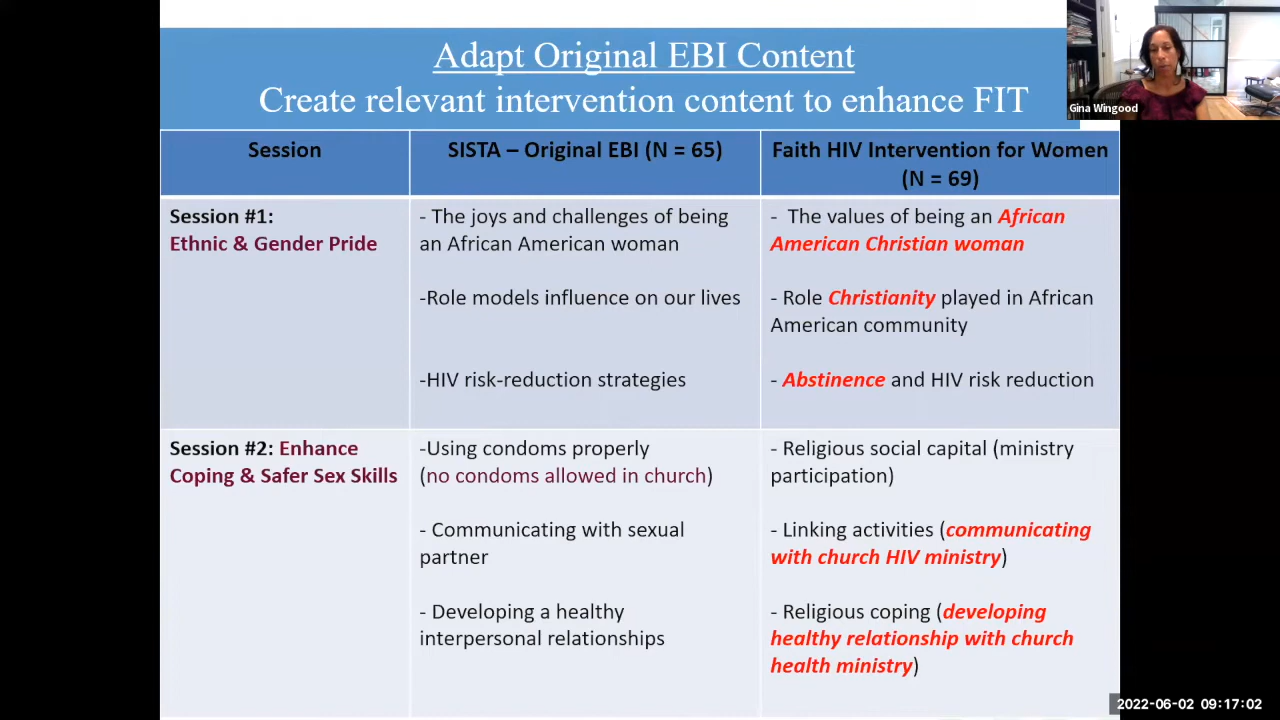 Adapt Original EBI Content
Create relevant intervention content to enhance FIT
Gina Wingood
Session
SISTA – Original EBI (N = 65)
Faith HIV Intervention for Women
(N = 69)
Session #1:
Ethnic & Gender Pride
- The joys and challenges of being
an African American woman
-Role models influence on our lives
-HIV risk-reduction strategies
- The values of being an African
American Christian woman
- Role Christianity played in African
American community
- Abstinence and HIV risk reduction
Session #2: Enhance
Coping & Safer Sex Skills
-Using condoms properly
(no condoms allowed in church)
- Communicating with sexual
partner
- Developing a healthy
interpersonal relationships
- Religious social capital (ministry
participation)
- Linking activities (communicating
with church HIV ministry)
- Religious coping (developing
healthy relationship with church
health ministry)
2022-06-02 09:17:02